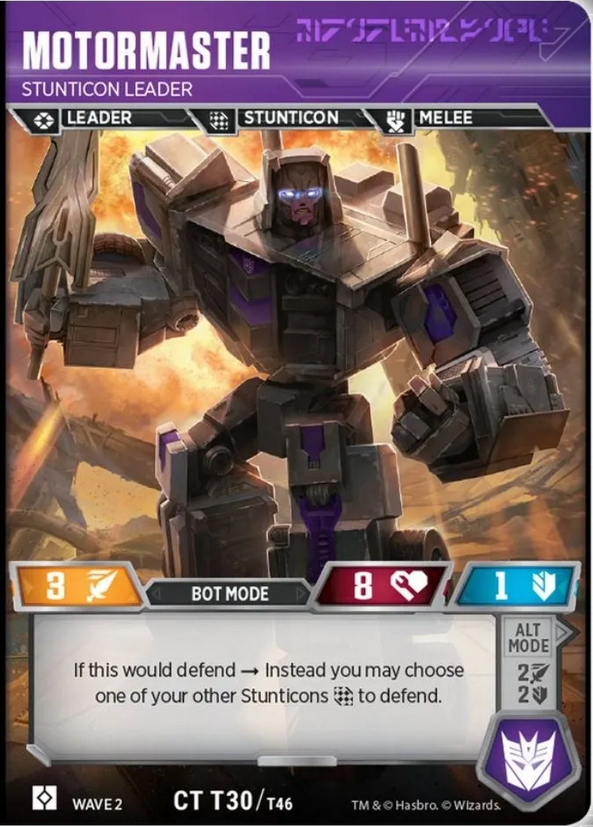 MOTORMASTER
STUNTICON LEADER
LEADER STUNTICON MELEE
3 BOT MODE 8 1
ALT
MODE
2
2
If this would defend → Instead you may choose
one of your other Stunticons to defend.
WAVE 2 CT T30/T46 TM & © Hasbro. © Wizards.